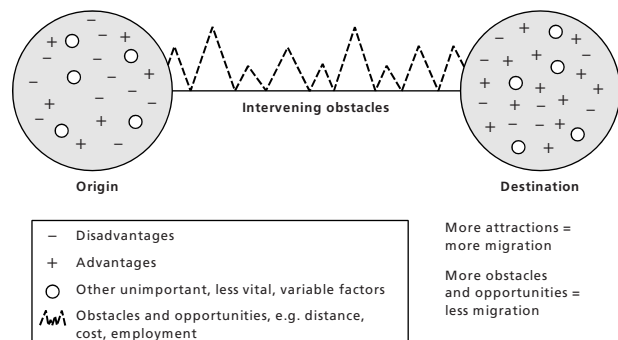 Intervening obstacles
Origin
Destination
− Disadvantages
+ Advantages
Other unimportant, less vital, variable factors
Obstacles and opportunities, e.g. distance,
cost, employment
More attractions =
more migration
More obstacles
and opportunities =
less migration